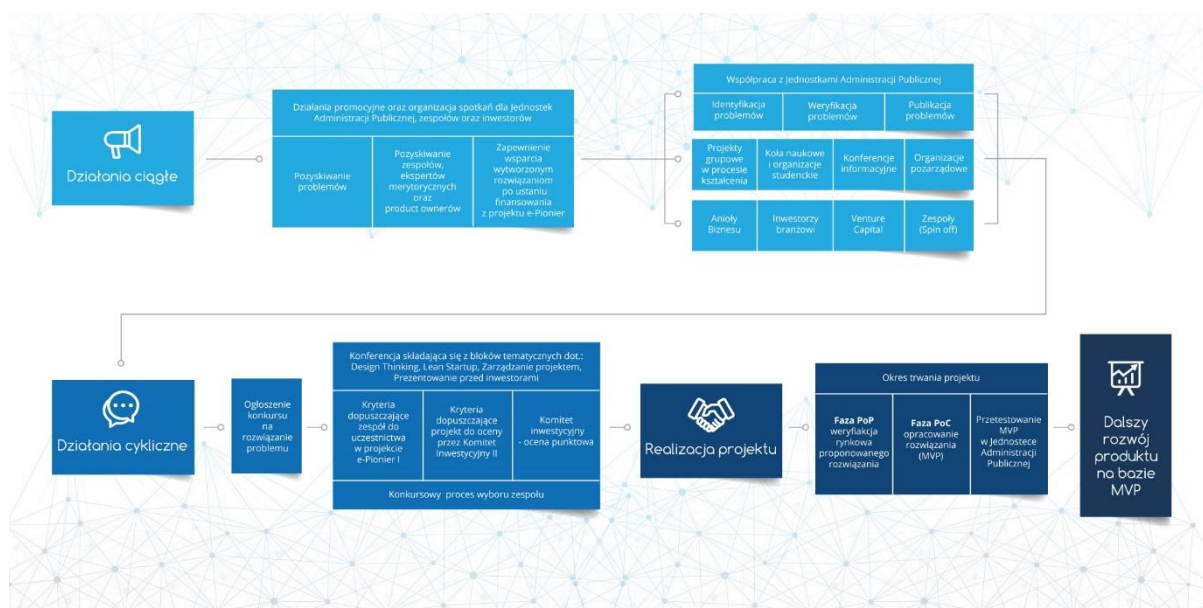 Działania ciągłe
Działania promocyjne oraz organizacja spotkań dla Jednostek
Administracji Publicznej, zespołów oraz inwestorów
Pozyskiwanie
problemów
Pozyskiwanie
zespołów,
ekspertów
merytorycznych
oraz
product ownerów
Zapewnienie
wsparcia
wytworzonym
rozwiązaniom
po ustaniu
finansowania
z projektu e-Pionier
Współpraca z Jednostkami Administracji Publicznej
Identyfikacja
problemów
Weryfikacja
problemów
Publikacja
problemów
Projekty
grupowe
w procesie
kształcenia
Koła naukowe
i organizacje
studenckie
Konferencje
informacyjne
Organizacje
pozarządowe
Anioły
Biznesu
Inwestorzy
branżowi
Venture
Capital
Zespoły
(Spin off)
Działania cykliczne
Ogłoszenie
konkursu
na
rozwiązanie
problemu
Konferencja składająca się z bloków tematycznych dot.:
Design Thinking, Lean Startup, Zarządzanie projektem,
Prezentowanie przed inwestorami
Kryteria
dopuszczające
zespół do
uczestnictwa
w projekcie
e-Pionier I
Kryteria
dopuszczające
projekt do oceny
przez Komitet
Inwestycyjny II
Komitet
inwestycyjny
- ocena punktowa
Konkursowy proces wyboru zespołu
Realizacja projektu
Okres trwania projektu
Faza PoP
weryfiakcja
rynkowa
proponowanego
rozwiązania
Faza PoC
opracowanie
rozwiązania
(MVP)
Przetestowanie
MVP
w Jednostece
Administracji
Publicznej
Dalszy
rozwój
produktu
na bazie
MVP